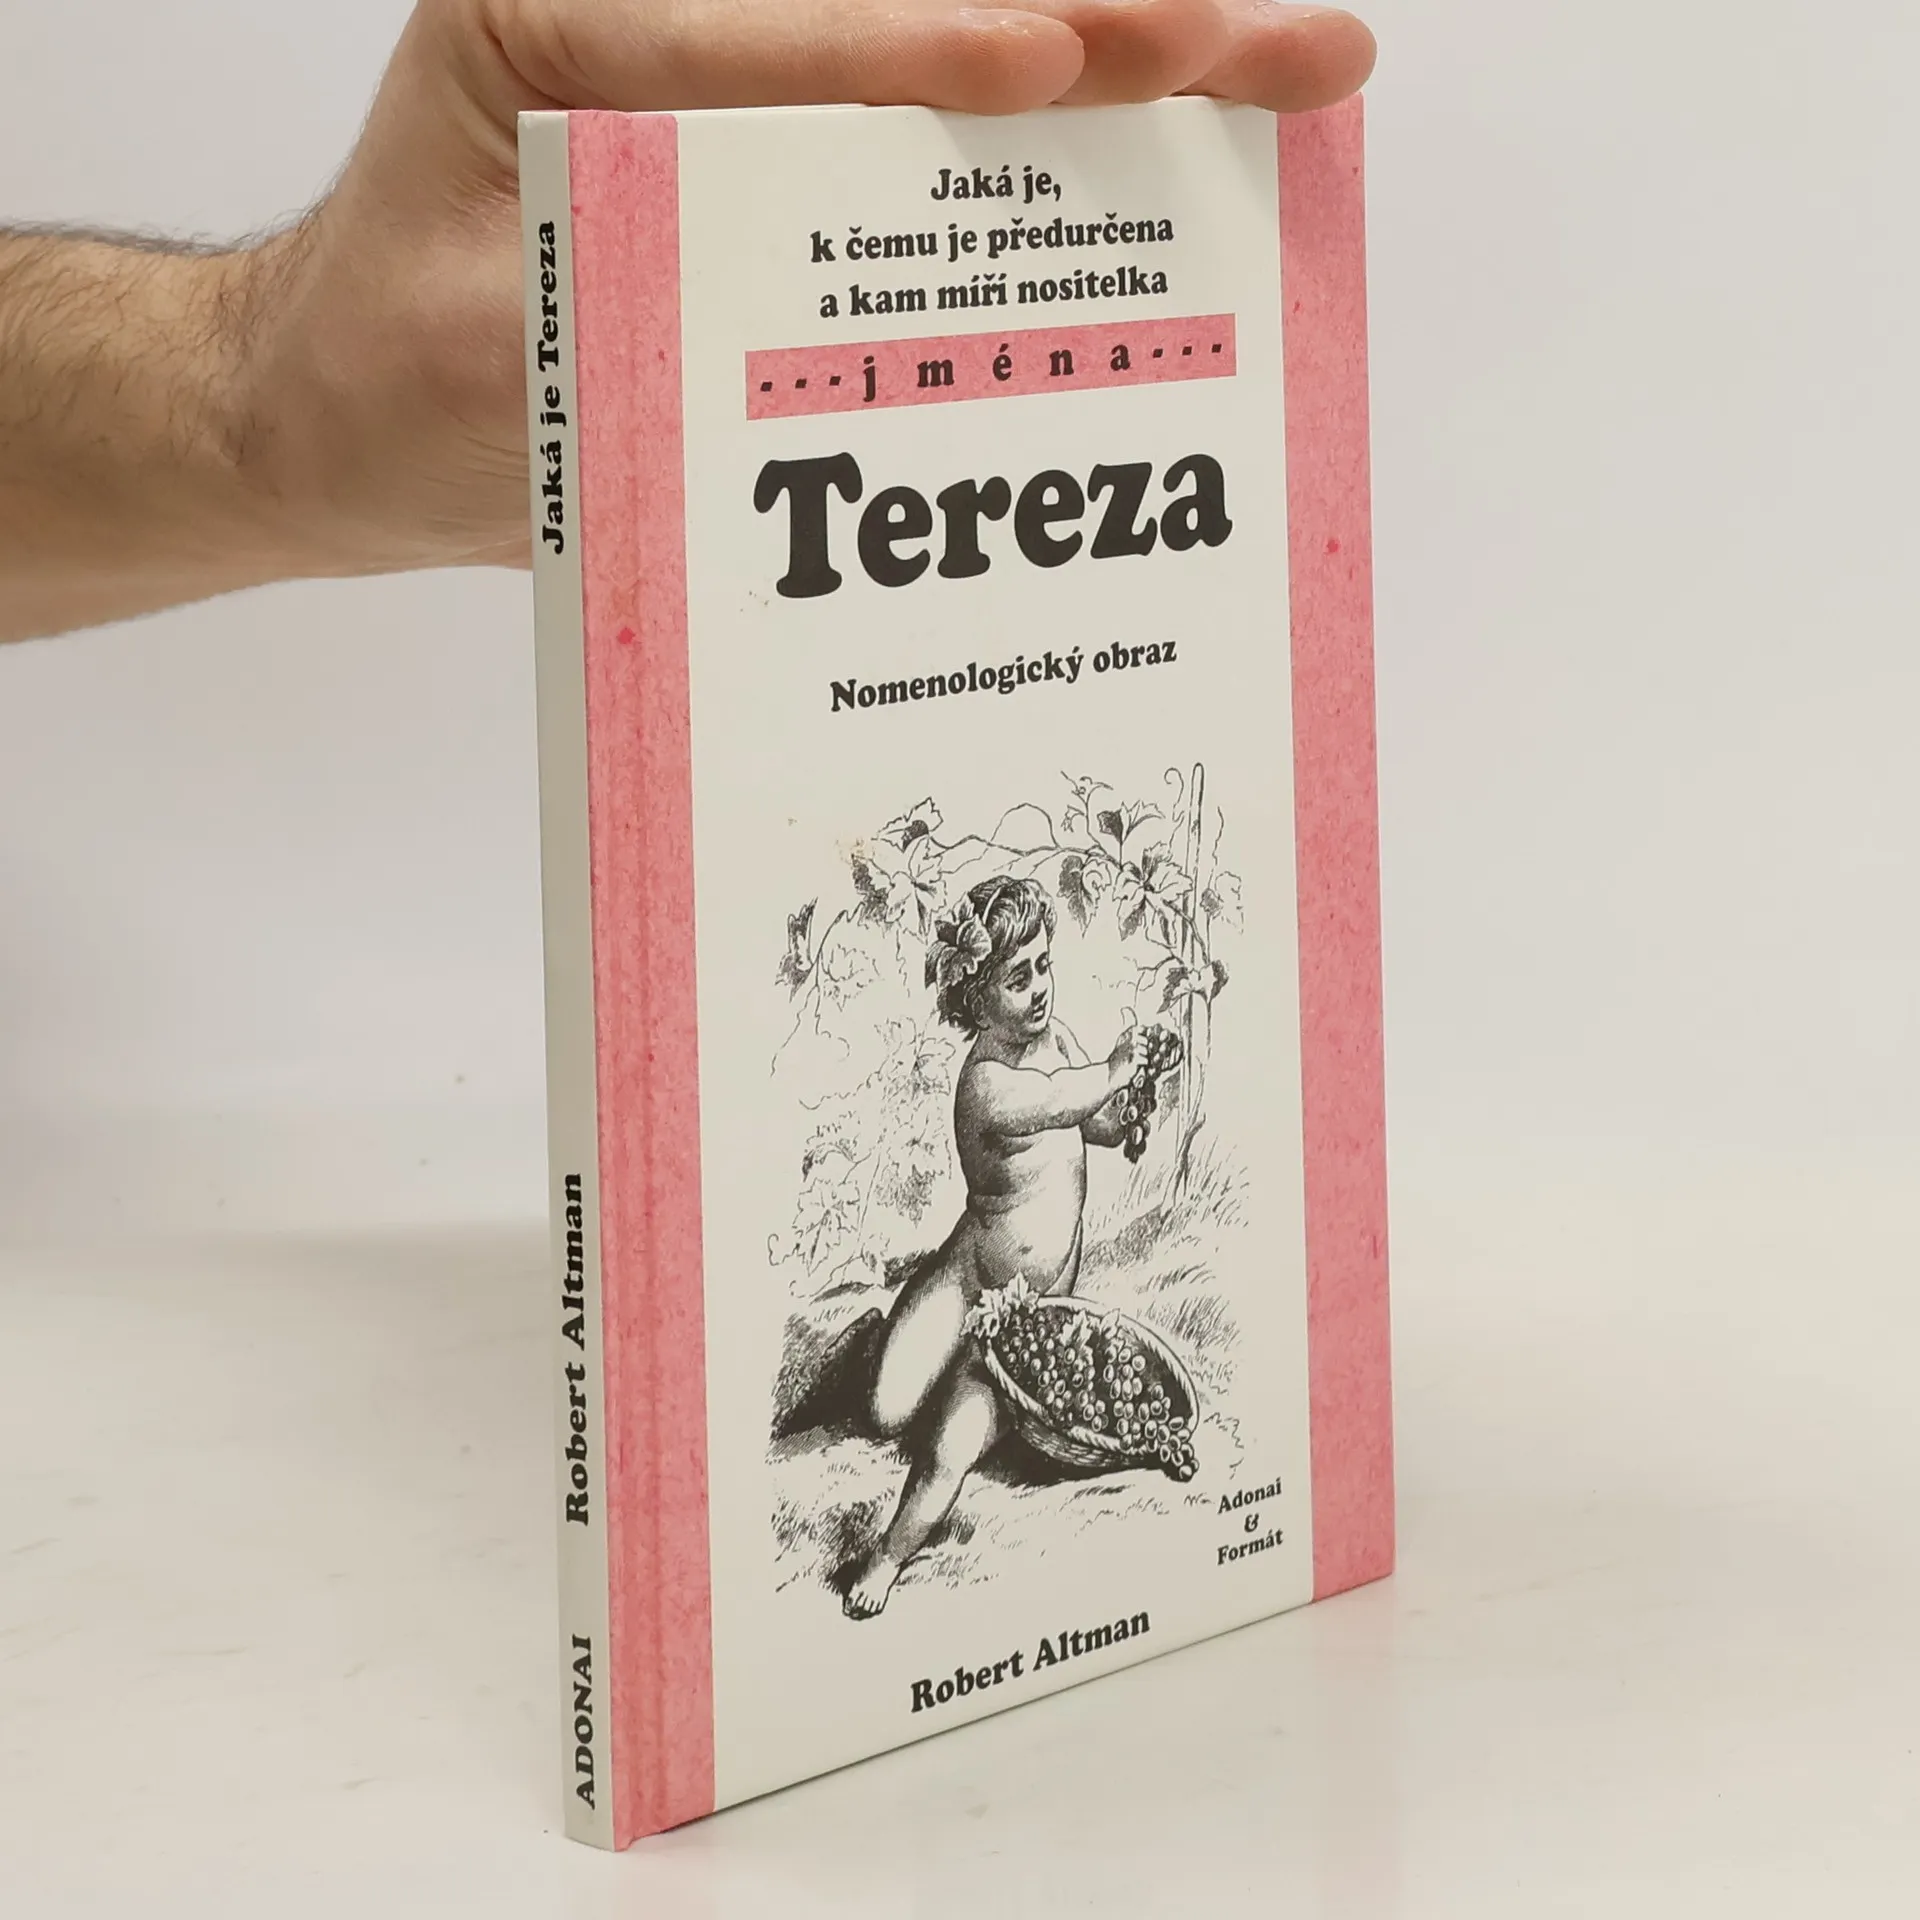 Jaká je,
k čemu je předurčena
a kam míří nositelka
---jména---
Tereza
Nomenologický obraz
Adonai
&
Formát
Robert Altman
Jaká je Tereza
Robert Altman
ADONAI